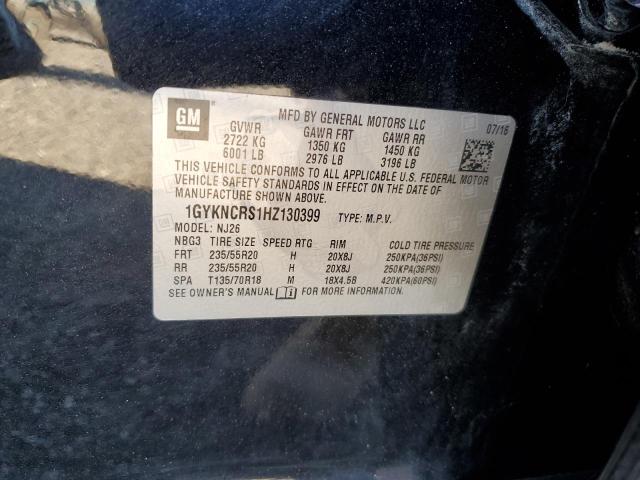 GM
MFD BY GENERAL MOTORS LLC 07/16
GVWR GAWR FRT GAWR RR
2722 KG 1350 KG 1450 KG
6001 LB 2976 LB 3196 LB
THIS VEHICLE CONFORMS TO ALL APPLICABLE U.S. FEDERAL MOTOR
VEHICLE SAFETY STANDARDS IN EFFECT ON THE DATE OF
MANUFACTURE SHOWN ABOVE.
1GYKNCRS1HZ130399 TYPE: M.P.V.
MODEL: NJ26
NBG3 TIRE SIZE SPEED RTG RIM COLD TIRE PRESSURE
FRT 235/55R20 H 20X8J 250KPA(36PSI)
RR 235/55R20 H 20X8J 250KPA(36PSI)
SPA T135/70R18 M 18X4.5B 420KPA(60PSI)
SEE OWNER'S MANUAL FOR MORE INFORMATION.